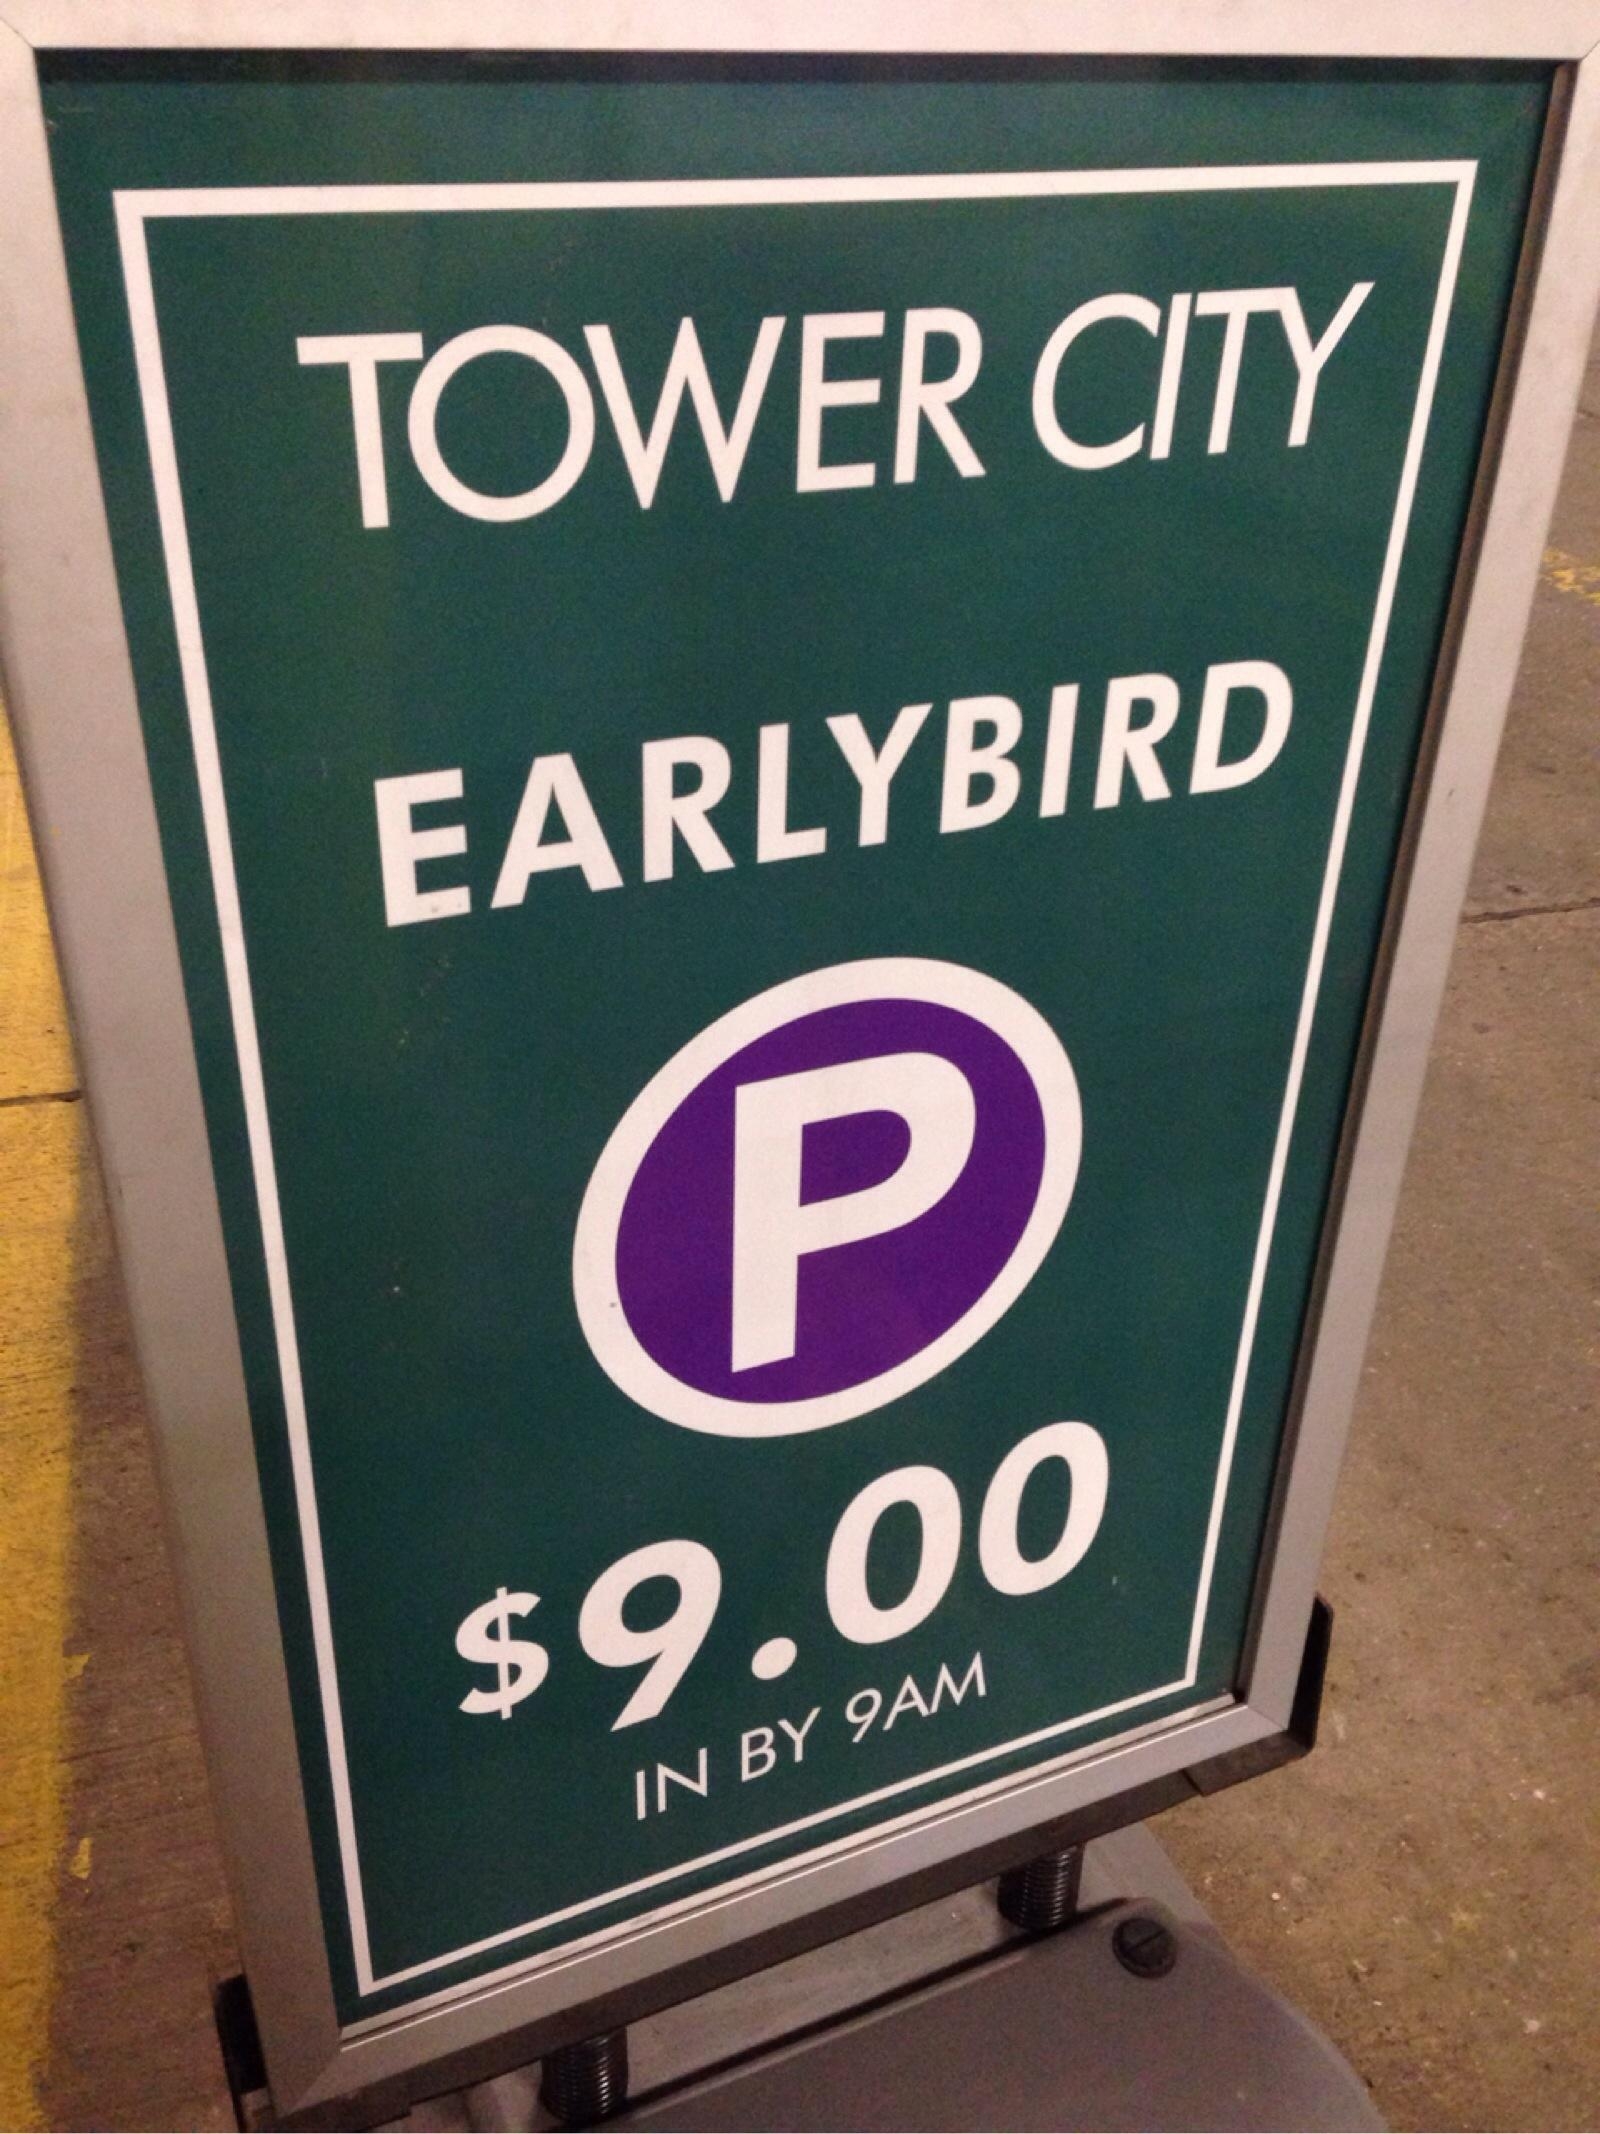 TOWER CITY
EARLYBIRD
P
$9.00
IN BY 9AM